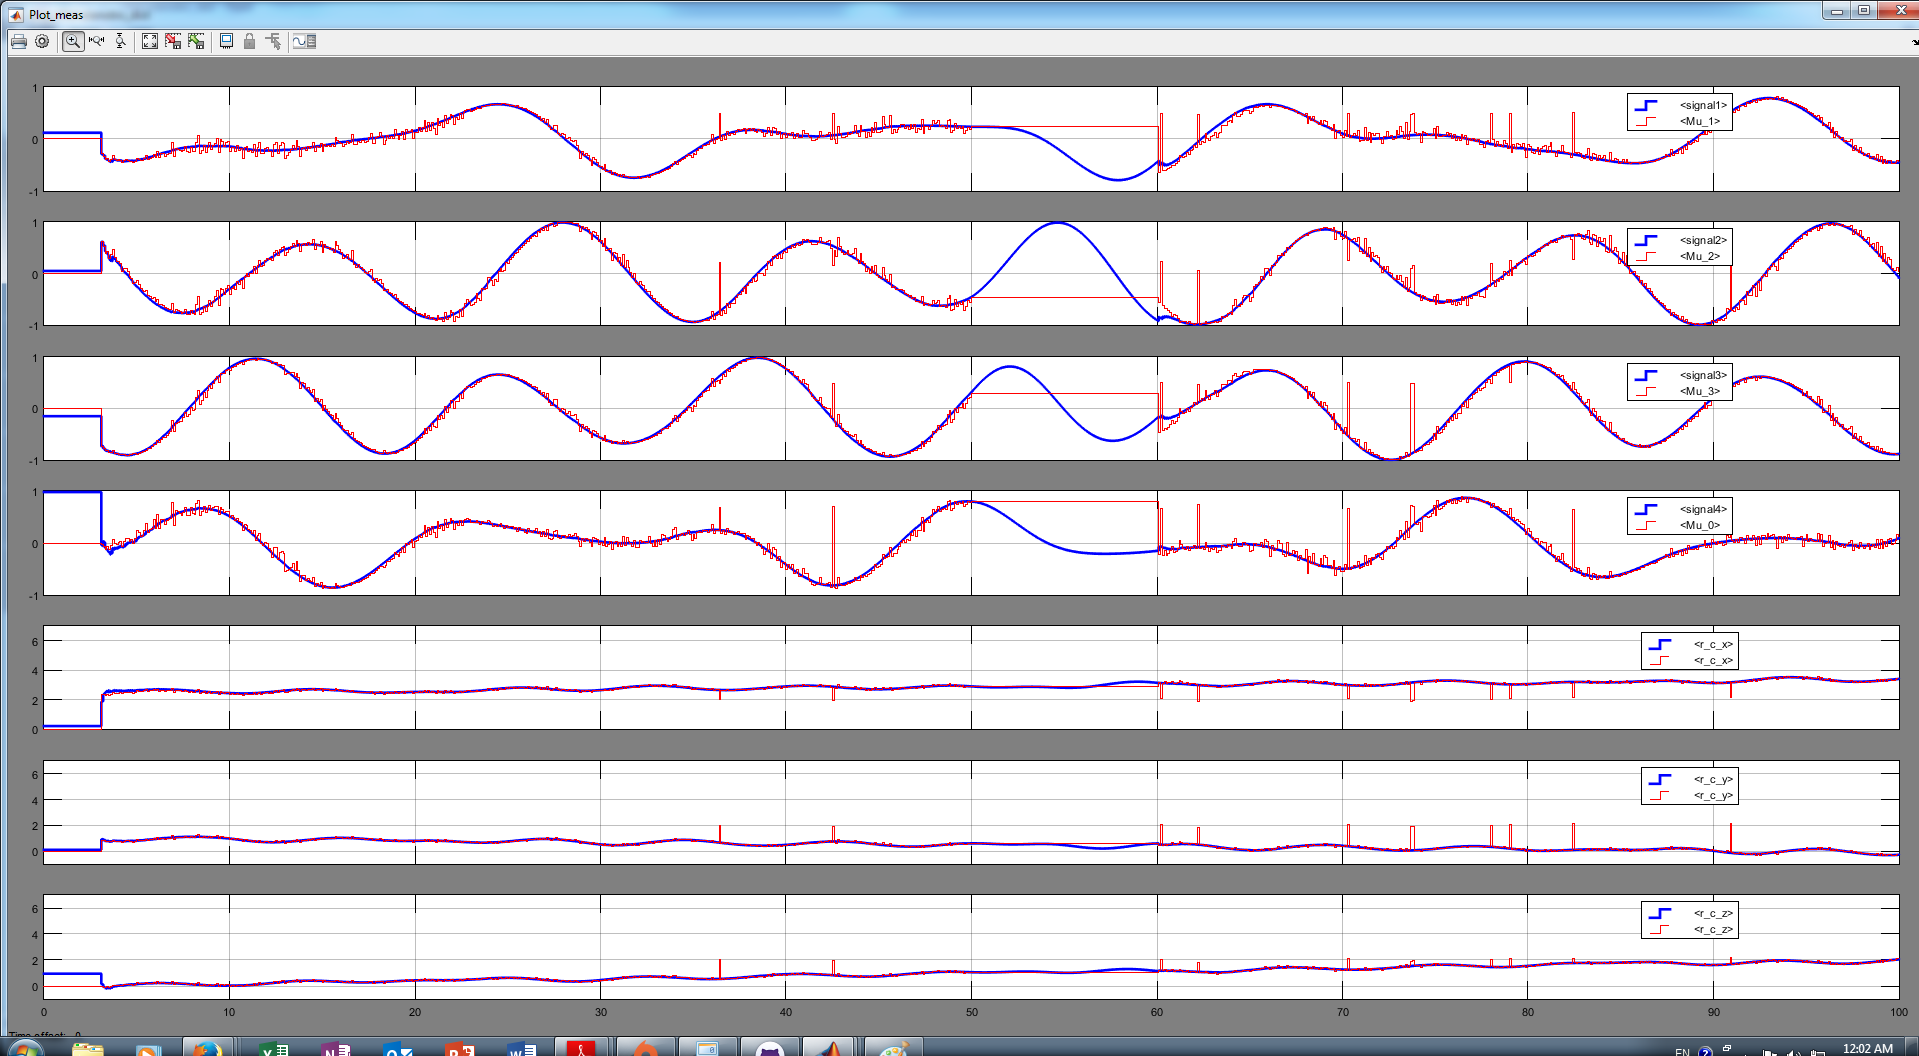 Plot_meas
1
0
-1
<signal1>
<Mu_1>
1
0
-1
<signal2>
<Mu_2>
1
0
-1
<signal3>
<Mu_3>
1
0
-1
<signal4>
<Mu_0>
6
4
2
0
<r_c_x>
<r_c_x>
6
4
2
0
<r_c_y>
<r_c_y>
6
4
2
0
<r_c_z>
<r_c_z>
0 10 20 30 40 50 60 70 80 90 100
Time offset: 0
EN
12:02 AM